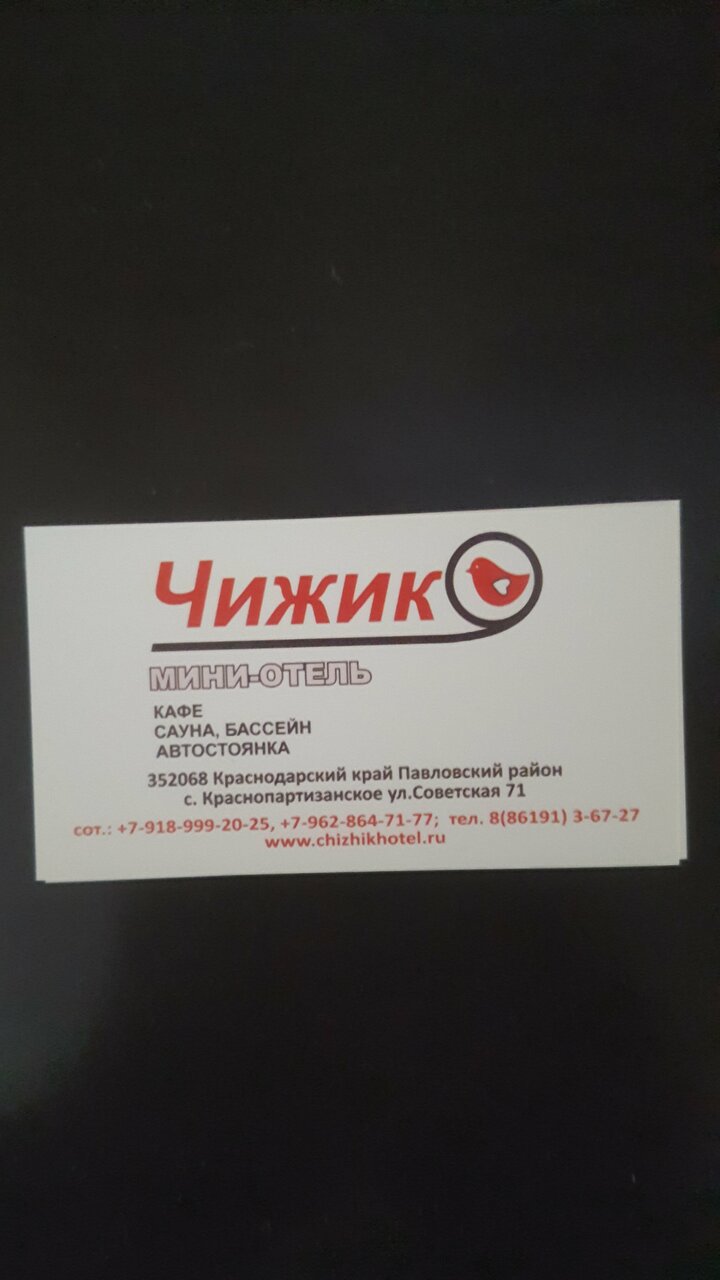 Чижик
МИНИ-ОТЕЛЬ
КАФЕ
САУНА, БАССЕЙН
АВТОСТОЯНКА
352068 Краснодарский край Павловский район
с. Краснопартизанское ул.Советская 71
сот.: +7-918-999-20-25, +7-962-864-71-77; тел. 8(86191) 3-67-27
www.chizhikhotel.ru